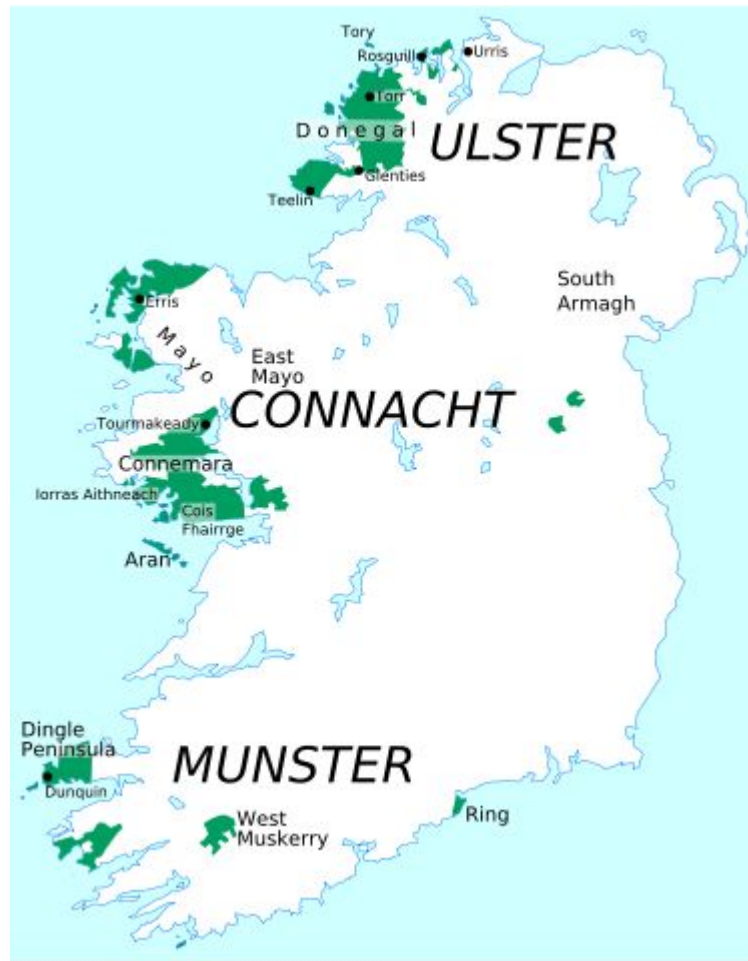 Tory
Rosguill
Urris
Torr
Donegal
ULSTER
Glenties
Teelin
South
Armagh
Erris
Mayo
East
Mayo
CONNACHT
Tourmakeady
Connemara
Iorras Aithneach
Cois
Fhairrge
Aran
Dingle
Peninsula
MUNSTER
Dunquin
West
Muskerry
Ring